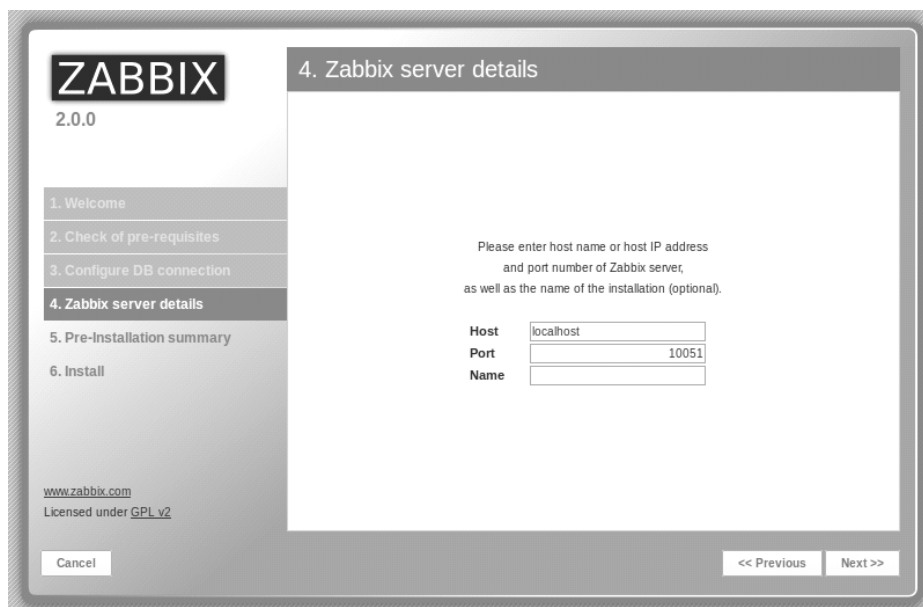 ZABBIX
2.0.0
1. Welcome
2. Check of pre-requisites
3. Configure DB connection
4. Zabbix server details
5. Pre-Installation summary
6. Install
www.zabbix.com
Licensed under GPL v2
4. Zabbix server details
Please enter host name or host IP address
and port number of Zabbix server,
as well as the name of the installation (optional).
Host localhost
Port 10051
Name
Cancel
<< Previous
Next >>